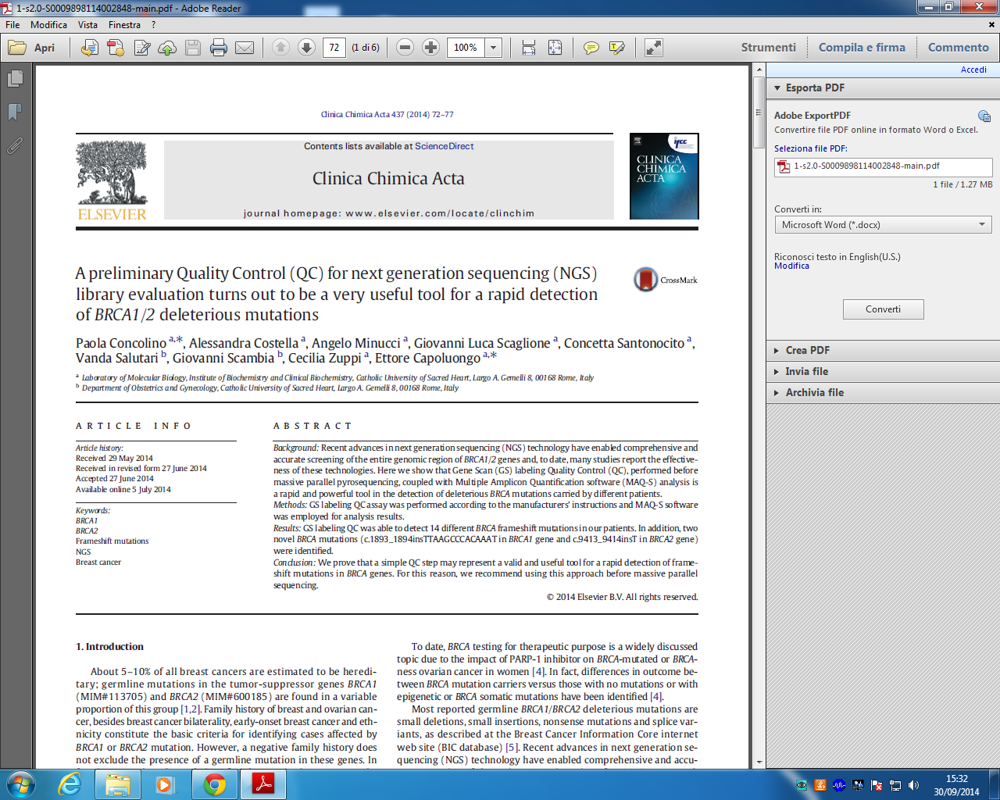 1-s2.0-S0009898114002848-main.pdf - Adobe Reader
File Modifica Vista Finestra ?
Apri 72 (1 di 6) 100% Strumenti Compila e firma Commento
Accedi
Esporta PDF
Adobe ExportPDF
Convertire file PDF online in formato Word o Excel.
Seleziona file PDF:
1-s2.0-S0009898114002848-main.pdf
1 file / 1.27 MB
Converti in:
Microsoft Word (*.docx)
Riconosci testo in English(U.S.)
Modifica
Converti
Crea PDF
Invia file
Archivia file
Clinica Chimica Acta 437 (2014) 72–77
Contents lists available at ScienceDirect
Clinica Chimica Acta
journal homepage: www.elsevier.com/locate/clinchim
ELSEVIER
CLINICA
CHIMICA
ACTA
A preliminary Quality Control (QC) for next generation sequencing (NGS)
library evaluation turns out to be a very useful tool for a rapid detection
of BRCA1/2 deleterious mutations
CrossMark
Paola Concolino a,*, Alessandra Costella a, Angelo Minucci a, Giovanni Luca Scaglione a, Concetta Santonocito a,
Vanda Salutari b, Giovanni Scambia b, Cecilia Zuppi a, Ettore Capoluongo a,*
a Laboratory of Molecular Biology, Institute of Biochemistry and Clinical Biochemistry, Catholic University of Sacred Heart, Largo A. Gemelli 8, 00168 Rome, Italy
b Department of Obstetrics and Gynecology, Catholic University of Sacred Heart, Largo A. Gemelli 8, 00168 Rome, Italy
ARTICLE INFO
Article history:
Received 29 May 2014
Received in revised form 27 June 2014
Accepted 27 June 2014
Available online 5 July 2014
Keywords:
BRCA1
BRCA2
Frameshift mutations
NGS
Breast cancer
ABSTRACT
Background: Recent advances in next generation sequencing (NGS) technology have enabled comprehensive and
accurate screening of the entire genomic region of BRCA1/2 genes and, to date, many studies report the effective-
ness of these technologies. Here we show that Gene Scan (GS) labeling Quality Control (QC), performed before
massive parallel pyrosequencing, coupled with Multiple Amplicon Quantification software (MAQ-S) analysis is
a rapid and powerful tool in the detection of deleterious BRCA mutations carried by different patients.
Methods: GS labeling QC assay was performed according to the manufacturers' instructions and MAQ-S software
was employed for analysis results.
Results: GS labeling QC was able to detect 14 different BRCA frameshift mutations in our patients. In addition, two
novel BRCA mutations (c.1893_1894insTTAAGCCCACAAAT in BRCA1 gene and c.9413_9414insT in BRCA2 gene)
were identified.
Conclusion: We prove that a simple QC step may represent a valid and useful tool for a rapid detection of frame-
shift mutations in BRCA genes. For this reason, we recommend using this approach before massive parallel
sequencing.
© 2014 Elsevier B.V. All rights reserved.
1. Introduction
About 5–10% of all breast cancers are estimated to be heredi-
tary; germline mutations in the tumor-suppressor genes BRCA1
(MIM#113705) and BRCA2 (MIM#600185) are found in a variable
proportion of this group [1,2]. Family history of breast and ovarian can-
cer, besides breast cancer bilaterality, early-onset breast cancer and eth-
nicity constitute the basic criteria for identifying cases affected by
BRCA1 or BRCA2 mutation. However, a negative family history does
not exclude the presence of a germline mutation in these genes. In
To date, BRCA testing for therapeutic purpose is a widely discussed
topic due to the impact of PARP-1 inhibitor on BRCA-mutated or BRCA-
ness ovarian cancer in women [4]. In fact, differences in outcome be-
tween BRCA mutation carriers versus those with no mutations or with
epigenetic or BRCA somatic mutations have been identified [4].
Most reported germline BRCA1/BRCA2 deleterious mutations are
small deletions, small insertions, nonsense mutations and splice var-
iants, as described at the Breast Cancer Information Core internet
web site (BIC database) [5]. Recent advances in next generation se-
quencing (NGS) technology have enabled comprehensive and accu-
15:32
30/09/2014